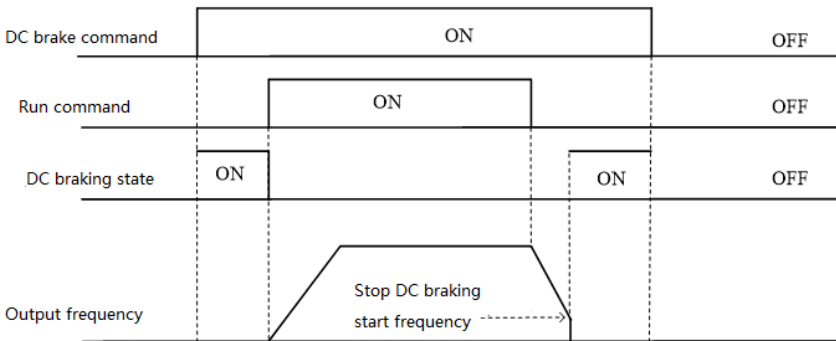 DC brake command
ON
OFF
Run command
ON
OFF
DC braking state
ON
ON
OFF
Stop DC braking
start frequency
Output frequency